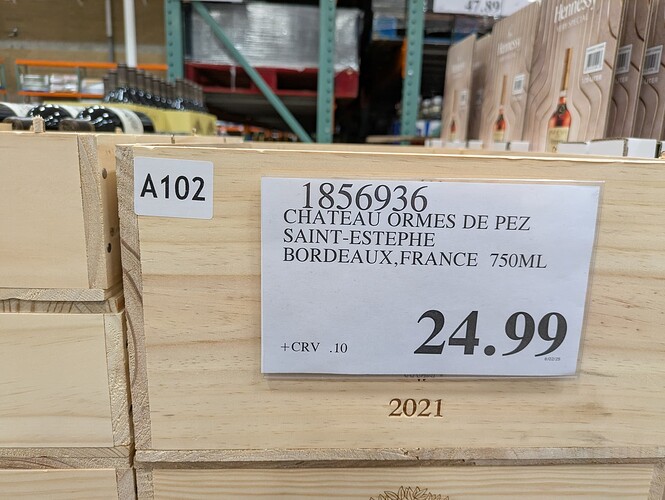 47.89
Hennessy
Hennessy
A102
1856936
CHATEAU ORMES DE PEZ
SAINT-ESTEPHE
BORDEAUX,FRANCE 750ML
24.99
+CRV .10
2021